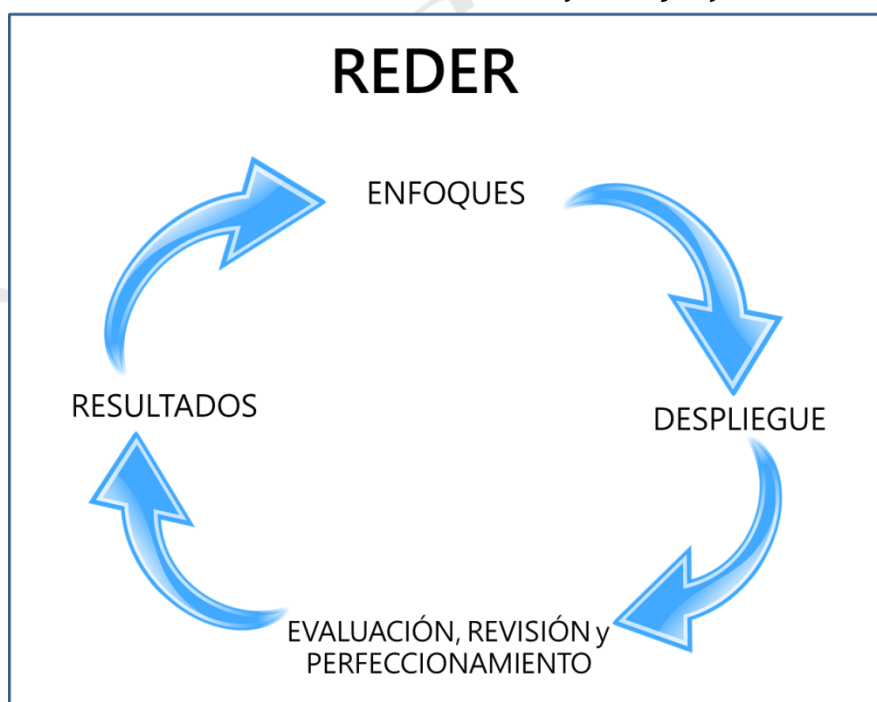 REDER
ENFOQUES
DESPLIEGUE
EVALUACIÓN, REVISIÓN y
PERFECCIONAMIENTO
RESULTADOS